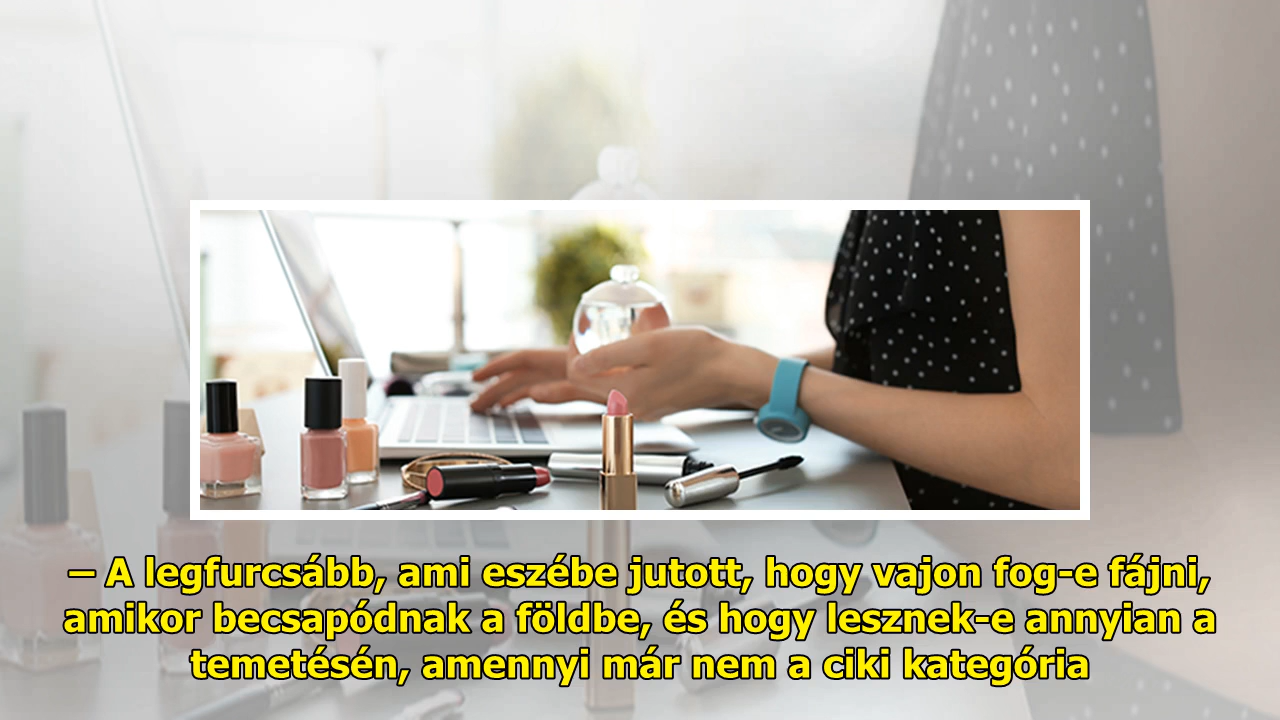 – A legfurcsább, ami eszébe jutott, hogy vajon fog-e fájni,
amikor becsapódnak a földbe, és hogy lesznek-e annyian a
temetésén, amennyi már nem a ciki kategória